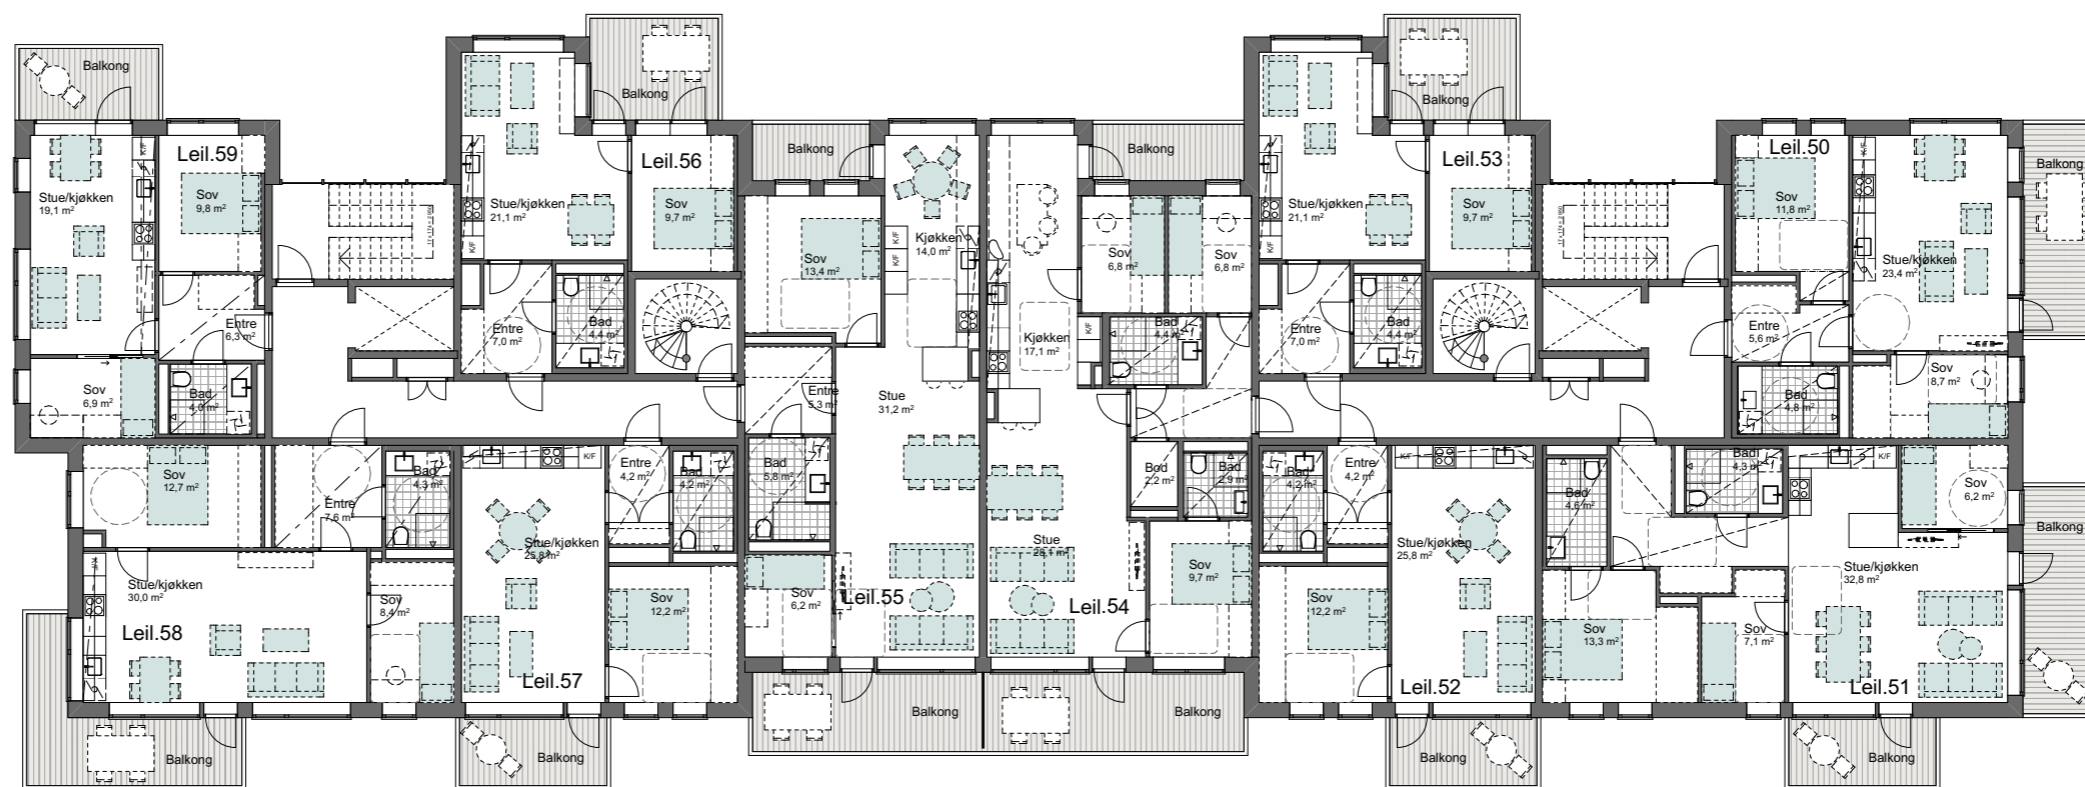 Balkong
Leil.59
Stue/kjøkken
19,1 m²
K/F
Sov
9,8 m²
Entre
6,3 m²
Sov
6,9 m²
Bad
4,0 m²
Balkong
Leil.56
Stue/kjøkken
21,1 m²
K/F
Sov
9,7 m²
Entre
7,0 m²
Bad
4,4 m²
Balkong
Sov
13,4 m²
Kjøkken
14,0 m²
K/F
K/F
Entre
5,3 m²
Stue
31,2 m²
Bad
5,8 m²
Sov
6,2 m²
Leil.55
Balkong
Balkong
Sov
6,8 m²
Sov
6,8 m²
Kjøkken
17,1 m²
K/F
Bad
4,4 m²
Bod
2,2 m²
Bad
2,9 m²
Stue
Sov
9,7 m²
Leil.54
Balkong
Balkong
Leil.53
Stue/kjøkken
21,1 m²
K/F
Sov
9,7 m²
Entre
7,0 m²
Bad
4,4 m²
Leil.50
Sov
11,8 m²
K/F
Stue/kjøkken
23,4 m²
Balkong
Entre
5,6 m²
Sov
8,7 m²
Bad
4,8 m²
Sov
12,7 m²
Entre
7,6 m²
Bad
4,3 m²
Stue/kjøkken
30,0 m²
Sov
8,4 m²
Leil.58
Balkong
K/F
Entre
4,2 m²
Bad
4,2 m²
Stue/kjøkken
25,8 m²
Sov
12,2 m²
Leil.57
Balkong
Bad
4,2 m²
Entre
4,2 m²
K/F
Stue/kjøkken
25,8 m²
Sov
12,2 m²
Leil.52
Balkong
Bad
4,6 m²
Bad
4,3 m²
K/F
Sov
6,2 m²
Balkong
Stue/kjøkken
32,8 m²
Sov
13,3 m²
Sov
7,1 m²
Leil.51
Balkong